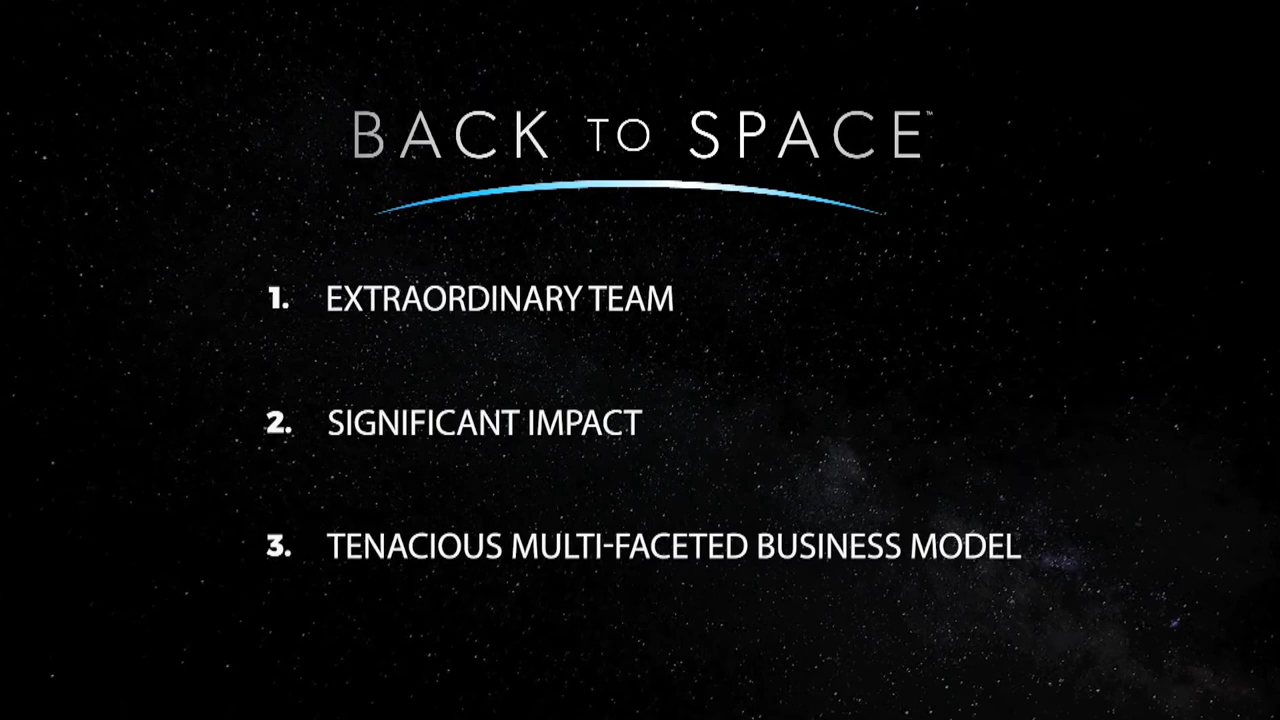 BACK TO SPACE™
1. EXTRAORDINARY TEAM
2. SIGNIFICANT IMPACT
3. TENACIOUS MULTI-FACETED BUSINESS MODEL